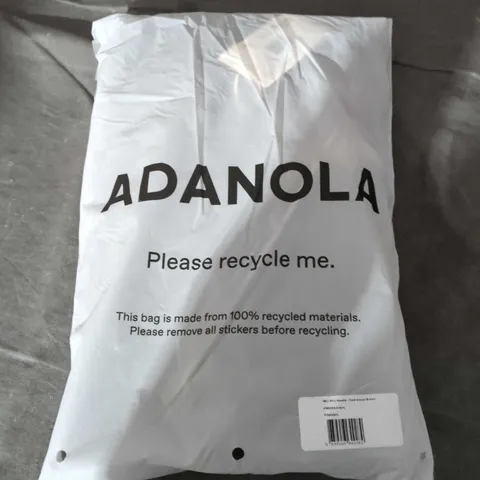 ADANOLA
Please recycle me.
This bag is made from 100% recycled materials.
Please remove all stickers before recycling.